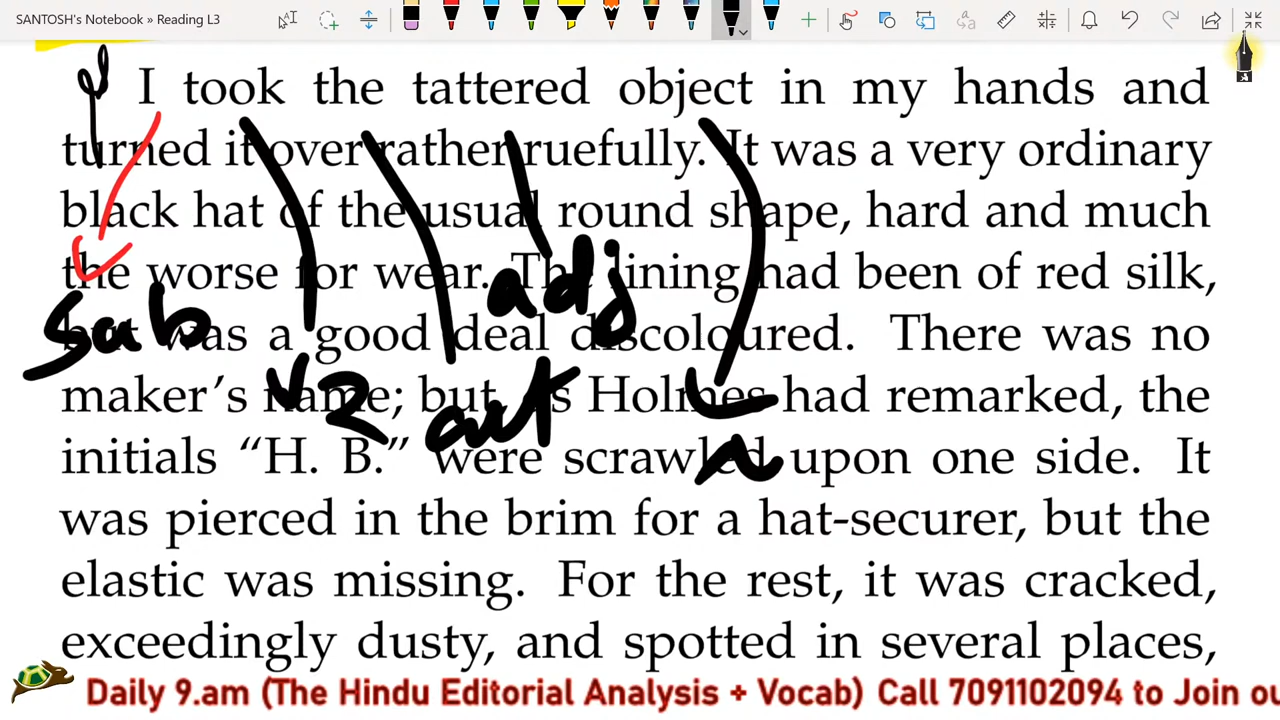 SANTOSH's Notebook » Reading L3
I took the tattered object in my hands and
turned it over rather ruefully. It was a very ordinary
black hat of the usual round shape, hard and much
the worse for wear. The lining had been of red silk,
but was a good deal discoloured. There was no
maker's name; but, as Holmes had remarked, the
initials “H. B.” were scrawled upon one side. It
was pierced in the brim for a hat-securer, but the
elastic was missing. For the rest, it was cracked,
exceedingly dusty, and spotted in several places,
sub
adj
Daily 9.am (The Hindu Editorial Analysis + Vocab) Call 7091102094 to Join ou